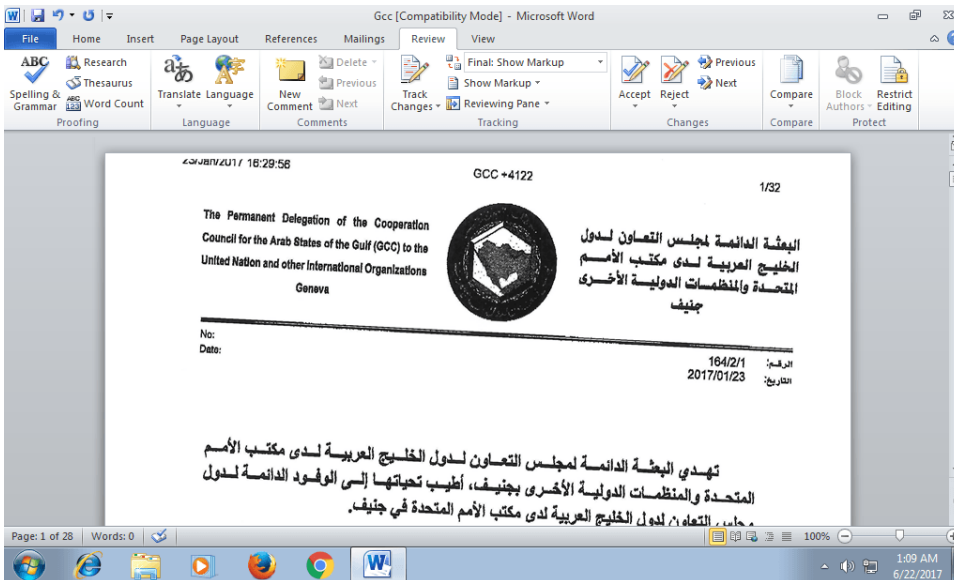 Gcc [Compatibility Mode] - Microsoft Word
File Home Insert Page Layout References Mailings Review View
ABC Spelling & Grammar
Research
Thesaurus
Word Count
Translate
Language
New Comment
Delete
Previous
Next
Track Changes
Final: Show Markup
Show Markup
Reviewing Pane
Accept
Reject
Previous
Next
Compare
Block Authors
Restrict Editing
Proofing Language Comments Tracking Changes Compare Protect
23/Jan/2017 16:29:56
GCC +4122
1/32
The Permanent Delegation of the Cooperation
Council for the Arab States of the Gulf (GCC) to the
United Nation and other International Organizations
Geneva
البعثة الدائمة لمجلس التعاون لدول
الخليج العربية لدى مكتب الأمم
المتحدة والمنظمات الدولية الأخرى
جنيف
No:
Date:
الرقم: 164/2/1
التاريخ: 2017/01/23
تهدي البعثة الدائمة لمجلس التعاون لدول الخليج العربية لدى مكتب الأمم
المتحدة والمنظمات الدولية الأخرى بجنيف، أطيب تحياتها إلى الوفود الدائمة لدول
مجلس التعاون لدول الخليج العربية لدى مكتب الأمم المتحدة في جنيف.
Page: 1 of 28 Words: 0
100%
1:09 AM
6/22/2017